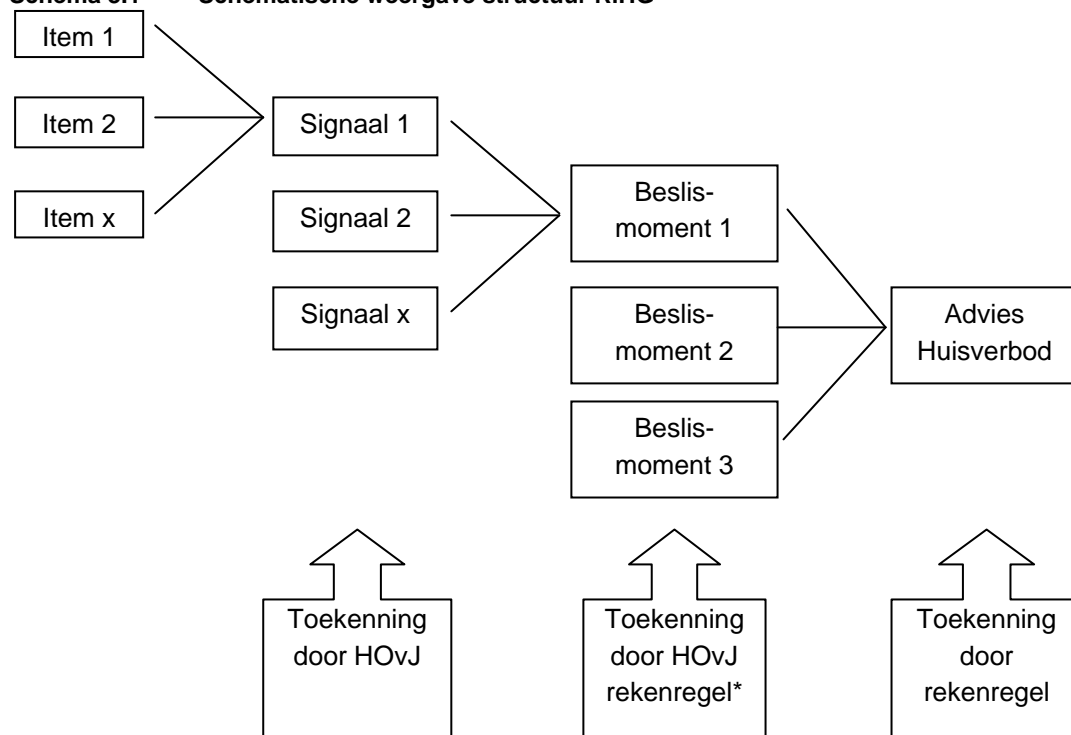 Item 1
Item 2
Item x
Signaal 1
Signaal 2
Signaal x
Beslis-
moment 1
Beslis-
moment 2
Beslis-
moment 3
Advies
Huisverbod
Toekenning
door HOvJ
Toekenning
door HOvJ
rekenregel*
Toekenning
door
rekenregel